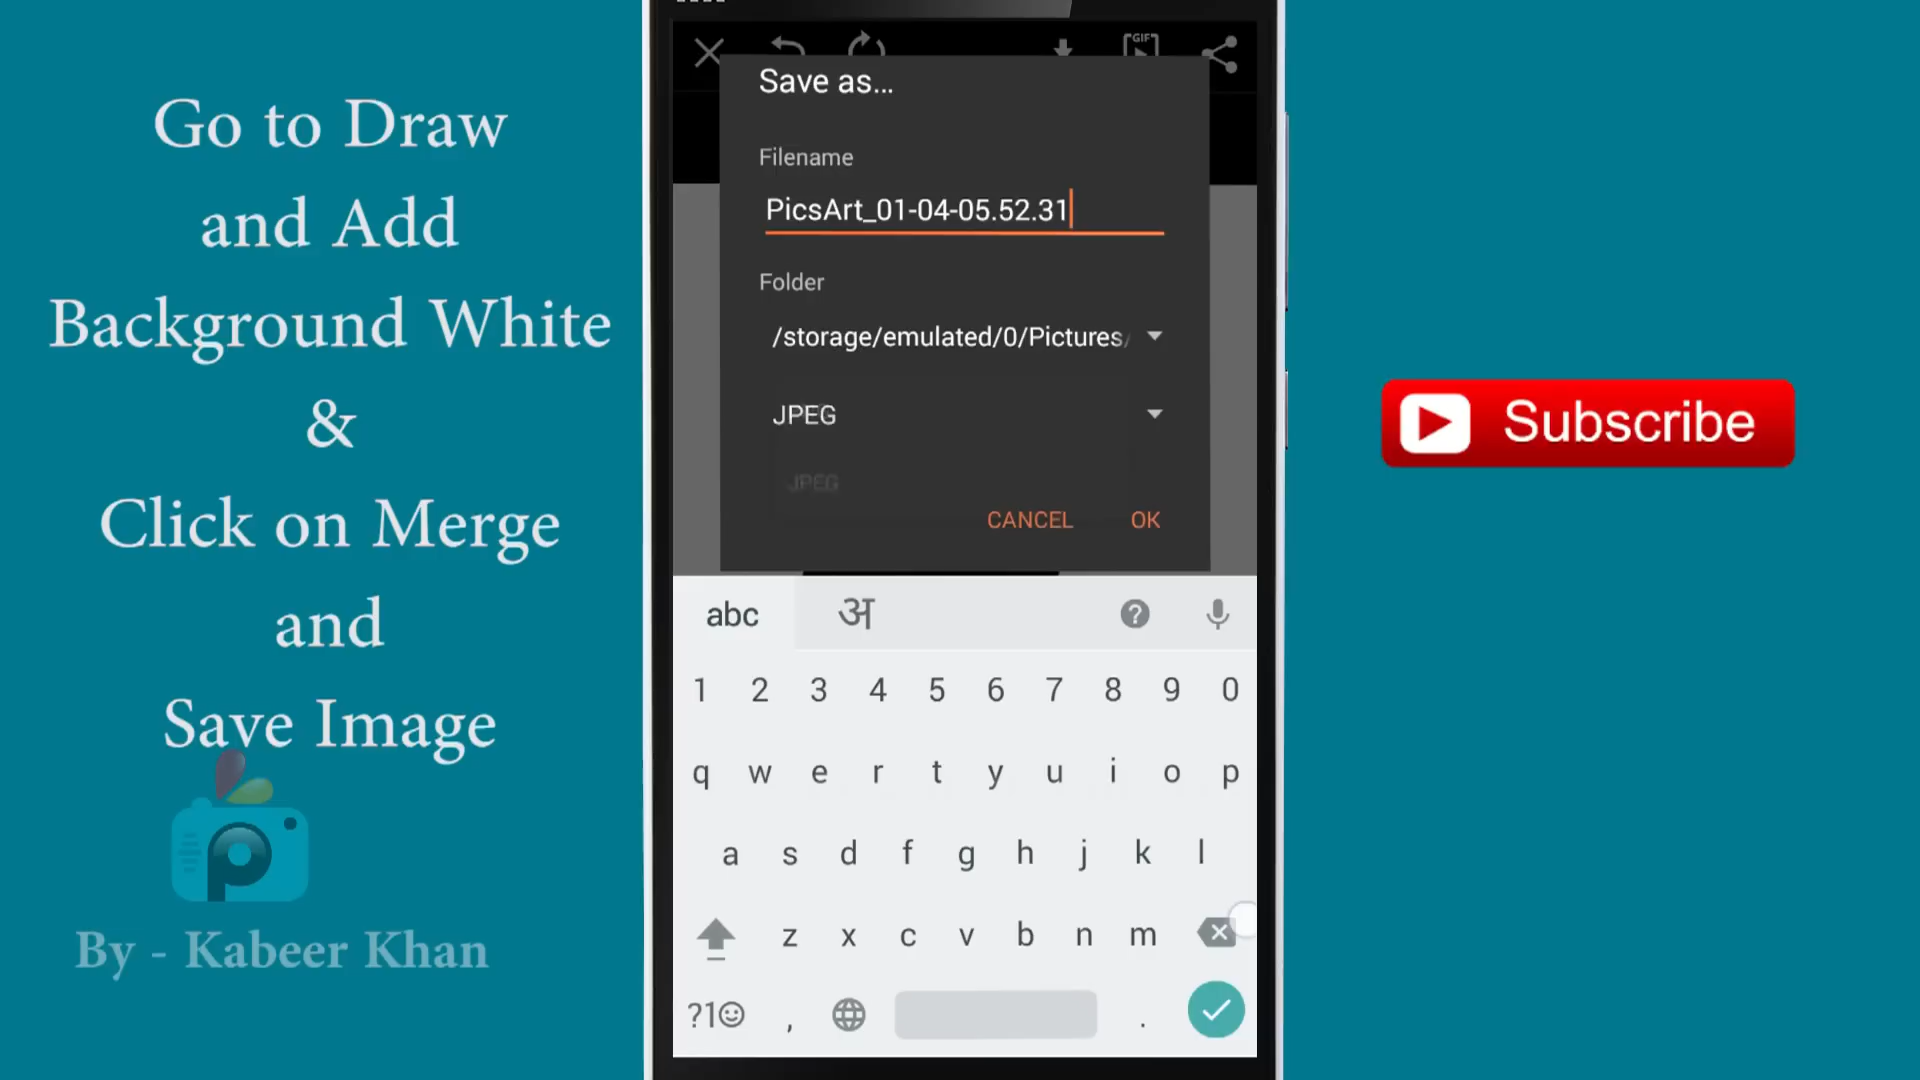 Go to Draw
and Add
Background White
&
Click on Merge
and
Save Image
By - Kabeer Khan
GIF
Save as...
Filename
PicsArt_01-04-05.52.31
Folder
/storage/emulated/0/Pictures/
JPEG
JPEG
CANCEL OK
abc अ
1 2 3 4 5 6 7 8 9 0
q w e r t y u i o p
a s d f g h j k l
z x c v b n m
?1☺ , .
Subscribe